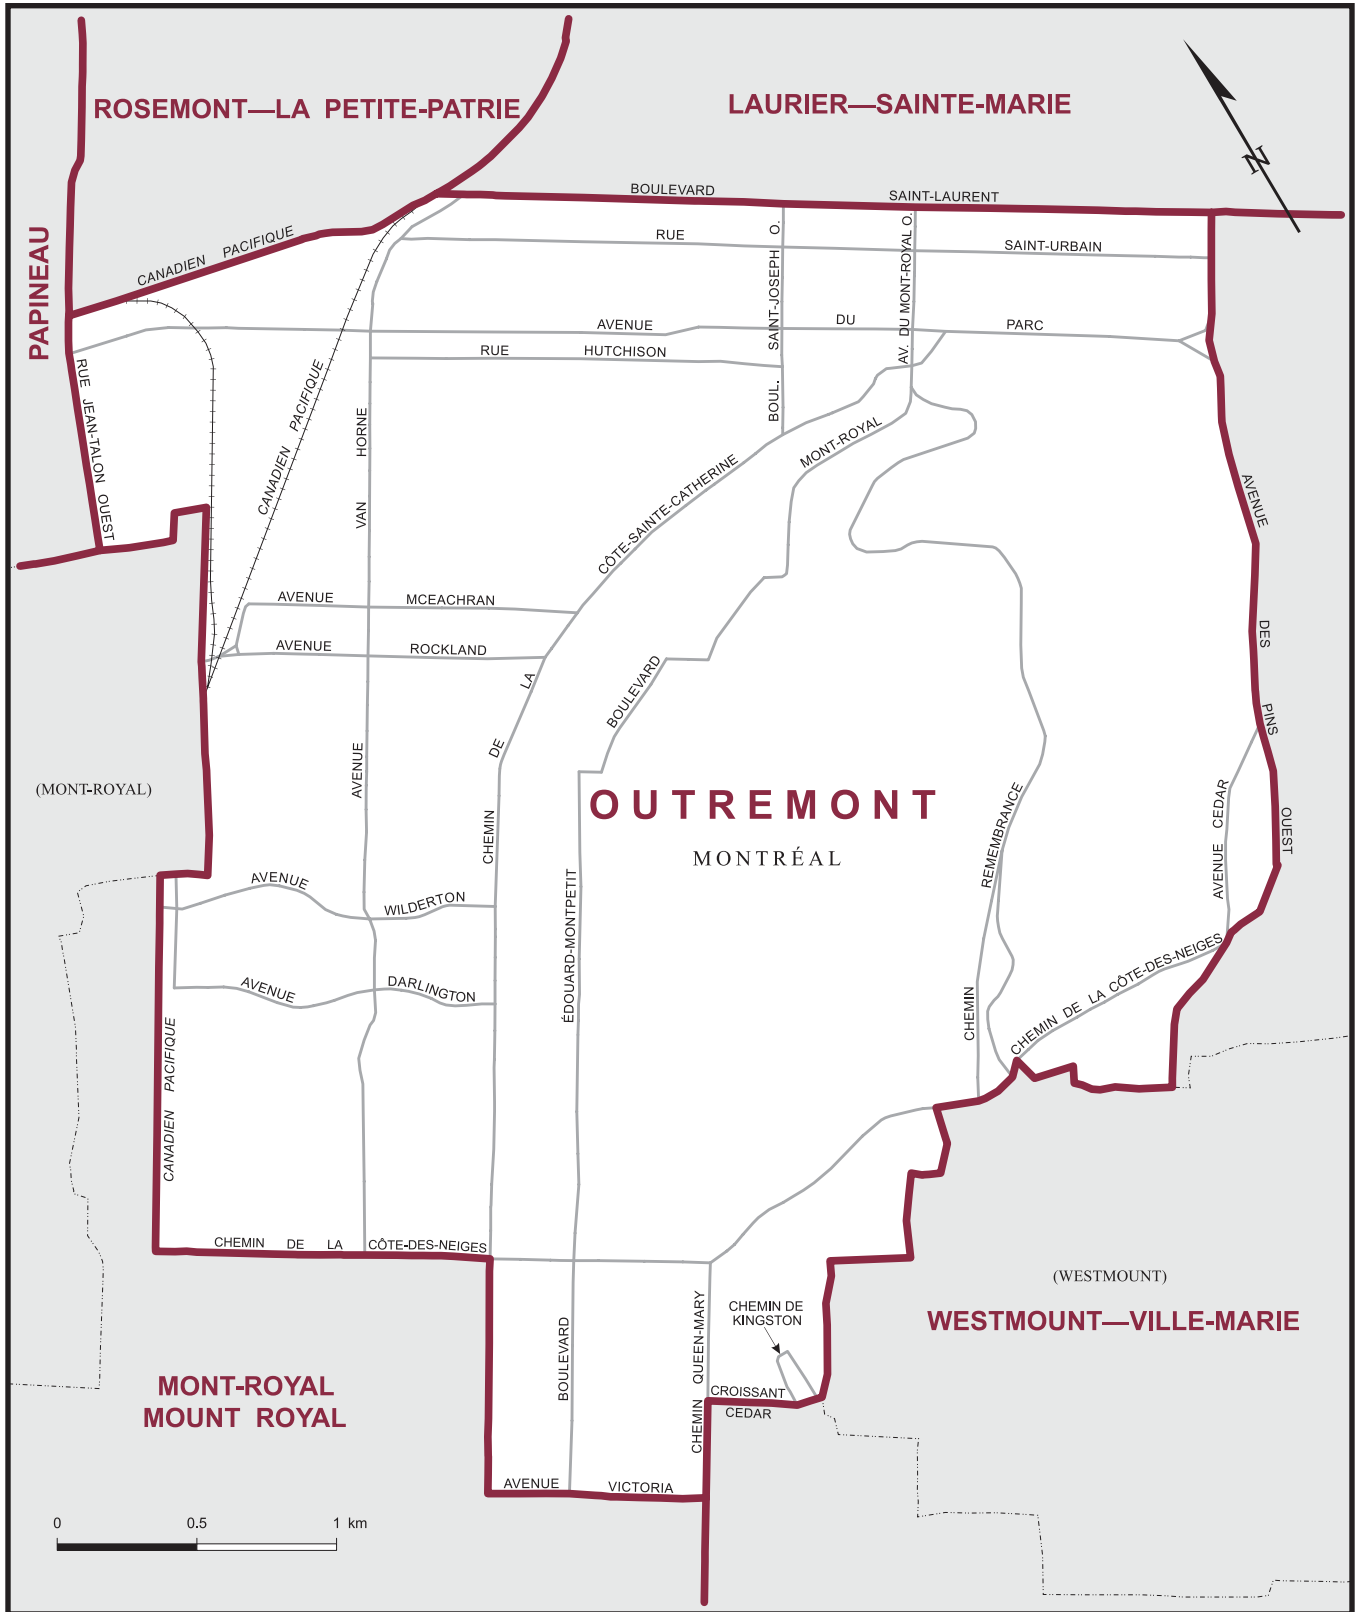 ROSEMONT—LA PETITE-PATRIE
LAURIER—SAINTE-MARIE
N
BOULEVARD SAINT-LAURENT
PAPINEAU
CANADIEN PACIFIQUE
RUE SAINT-URBAIN
BOUL. SAINT-JOSEPH O.
AV. DU MONT-ROYAL O.
AVENUE DU PARC
RUE HUTCHISON
RUE JEAN-TALON OUEST
CANADIEN PACIFIQUE
AVENUE VAN HORNE
CHEMIN DE LA CÔTE-SAINTE-CATHERINE
BOULEVARD MONT-ROYAL
AVENUE DES PINS OUEST
AVENUE MCEACHRAN
AVENUE ROCKLAND
(MONT-ROYAL)
OUTREMONT
MONTRÉAL
CHEMIN REMEMBRANCE
AVENUE CEDAR
AVENUE WILDERTON
AVENUE DARLINGTON
BOULEVARD ÉDOUARD-MONTPETIT
CHEMIN DE LA CÔTE-DES-NEIGES
CANADIEN PACIFIQUE
CHEMIN DE LA CÔTE-DES-NEIGES
(WESTMOUNT)
WESTMOUNT—VILLE-MARIE
CHEMIN DE
KINGSTON
CHEMIN QUEEN-MARY
CROISSANT
CEDAR
MONT-ROYAL
MOUNT ROYAL
AVENUE VICTORIA
0 0.5 1 km